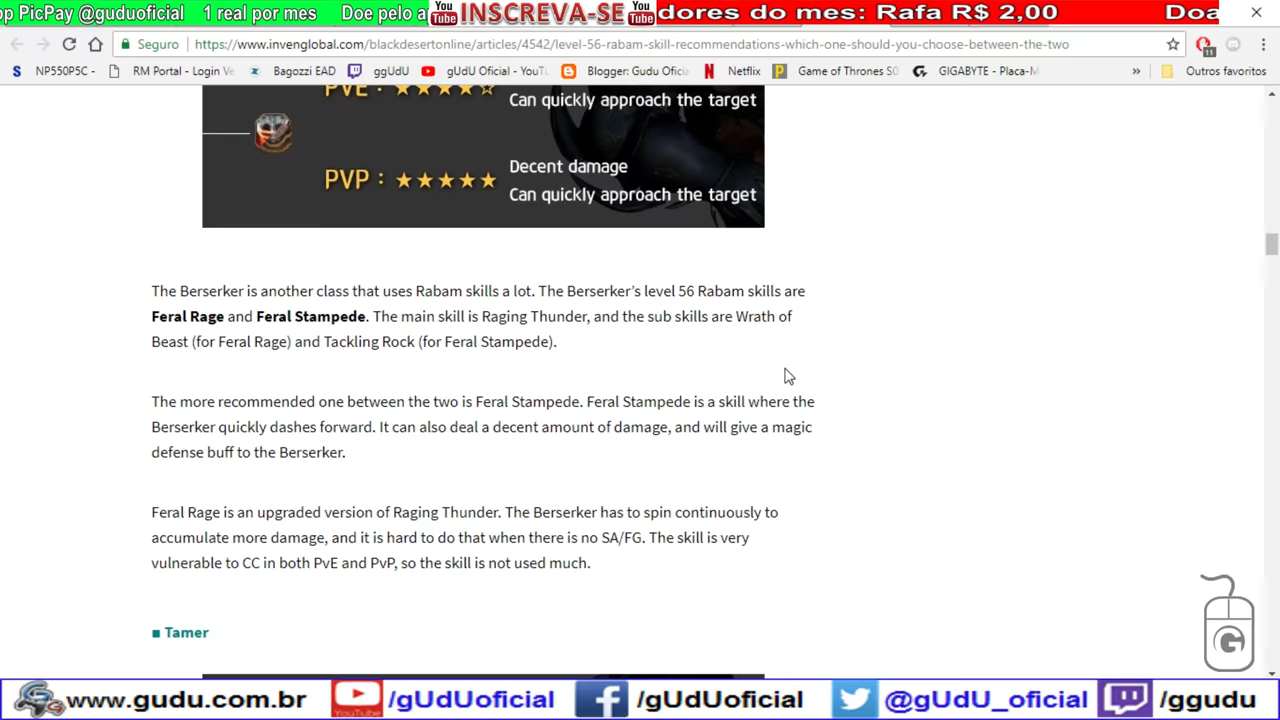 op PicPay @guduoficial 1 real por mes Doe pelo a You Tube INSCREVA-SE You Tube dores do mes: Rafa R$ 2,00 Doa
Seguro https://www.invenglobal.com/blackdesertonline/articles/4542/level-56-rabam-skill-recommendations-which-one-should-you-choose-between-the-two 11
NP550P5C - RM Portal - Login Ve Bagozzi EAD ggUdU gUdU Oficial - YouT Blogger: Gudu Oficia Netflix Game of Thrones S0 GIGABYTE - Placa-M » Outros favoritos
PVE : ★★★★☆ Can quickly approach the target
Decent damage
PVP : ★★★★★
Can quickly approach the target
The Berserker is another class that uses Rabam skills a lot. The Berserker’s level 56 Rabam skills are
Feral Rage and Feral Stampede. The main skill is Raging Thunder, and the sub skills are Wrath of
Beast (for Feral Rage) and Tackling Rock (for Feral Stampede).
The more recommended one between the two is Feral Stampede. Feral Stampede is a skill where the
Berserker quickly dashes forward. It can also deal a decent amount of damage, and will give a magic
defense buff to the Berserker.
Feral Rage is an upgraded version of Raging Thunder. The Berserker has to spin continuously to
accumulate more damage, and it is hard to do that when there is no SA/FG. The skill is very
vulnerable to CC in both PvE and PvP, so the skill is not used much.
■ Tamer
www.gudu.com.br YouTube /gUdUoficial /gUdUoficial @gUdU_oficial /ggudu